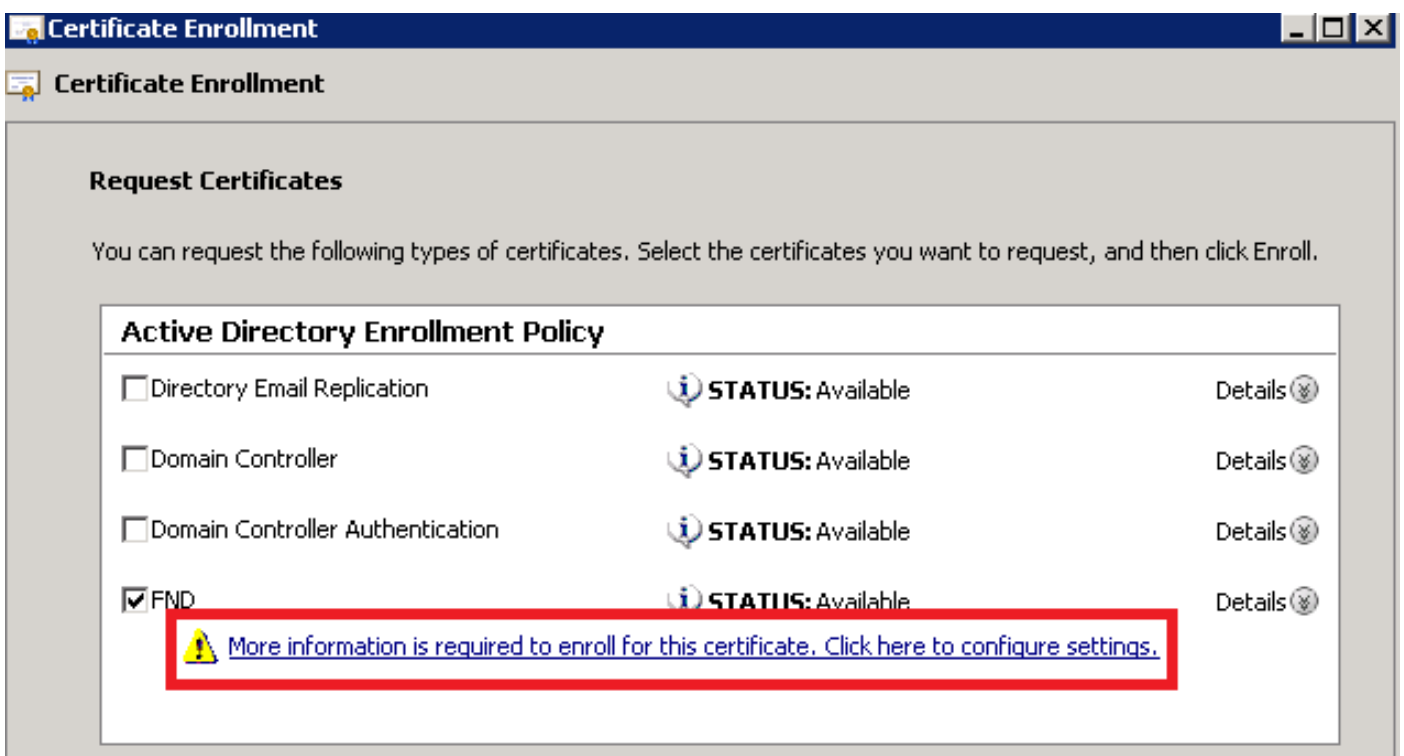 Certificate Enrollment
Certificate Enrollment
Request Certificates
You can request the following types of certificates. Select the certificates you want to request, and then click Enroll.
Active Directory Enrollment Policy
Directory Email Replication STATUS: Available Details
Domain Controller STATUS: Available Details
Domain Controller Authentication STATUS: Available Details
FND STATUS: Available Details
More information is required to enroll for this certificate. Click here to configure settings.